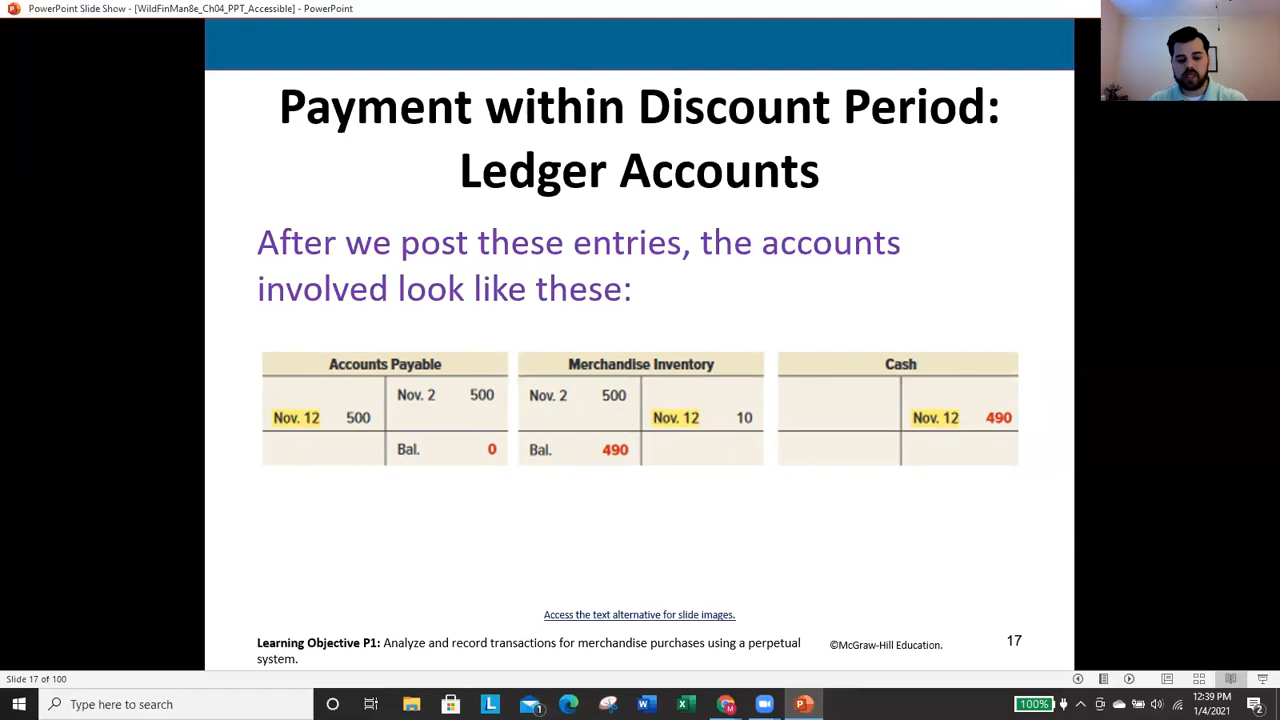 PowerPoint Slide Show - [WildFinMan8e_Ch04_PPT_Accessible] - PowerPoint
Payment within Discount Period:
Ledger Accounts
After we post these entries, the accounts
involved look like these:
Accounts Payable
Nov. 2 500
Nov. 12 500
Bal. 0
Merchandise Inventory
Nov. 2 500
Nov. 12 10
Bal. 490
Cash
Nov. 12 490
Access the text alternative for slide images.
Learning Objective P1: Analyze and record transactions for merchandise purchases using a perpetual
system.
©McGraw-Hill Education.
17
Slide 17 of 100
Type here to search
100%
12:39 PM
1/4/2021